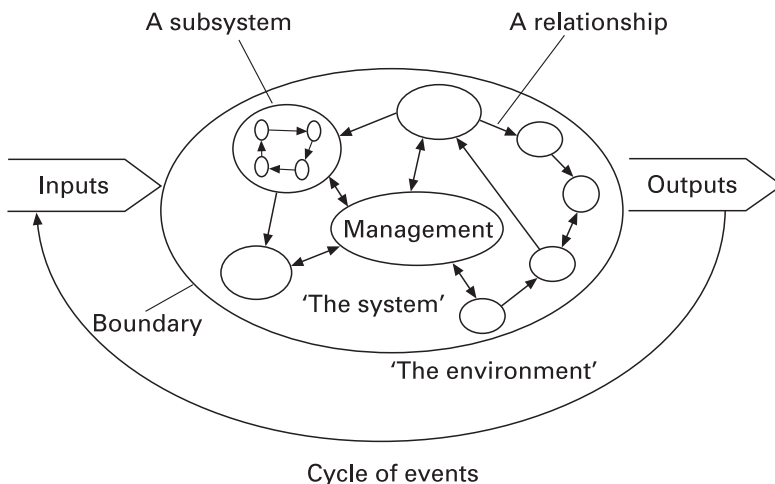 A subsystem
A relationship
Inputs
Outputs
Management
'The system'
Boundary
'The environment'
Cycle of events